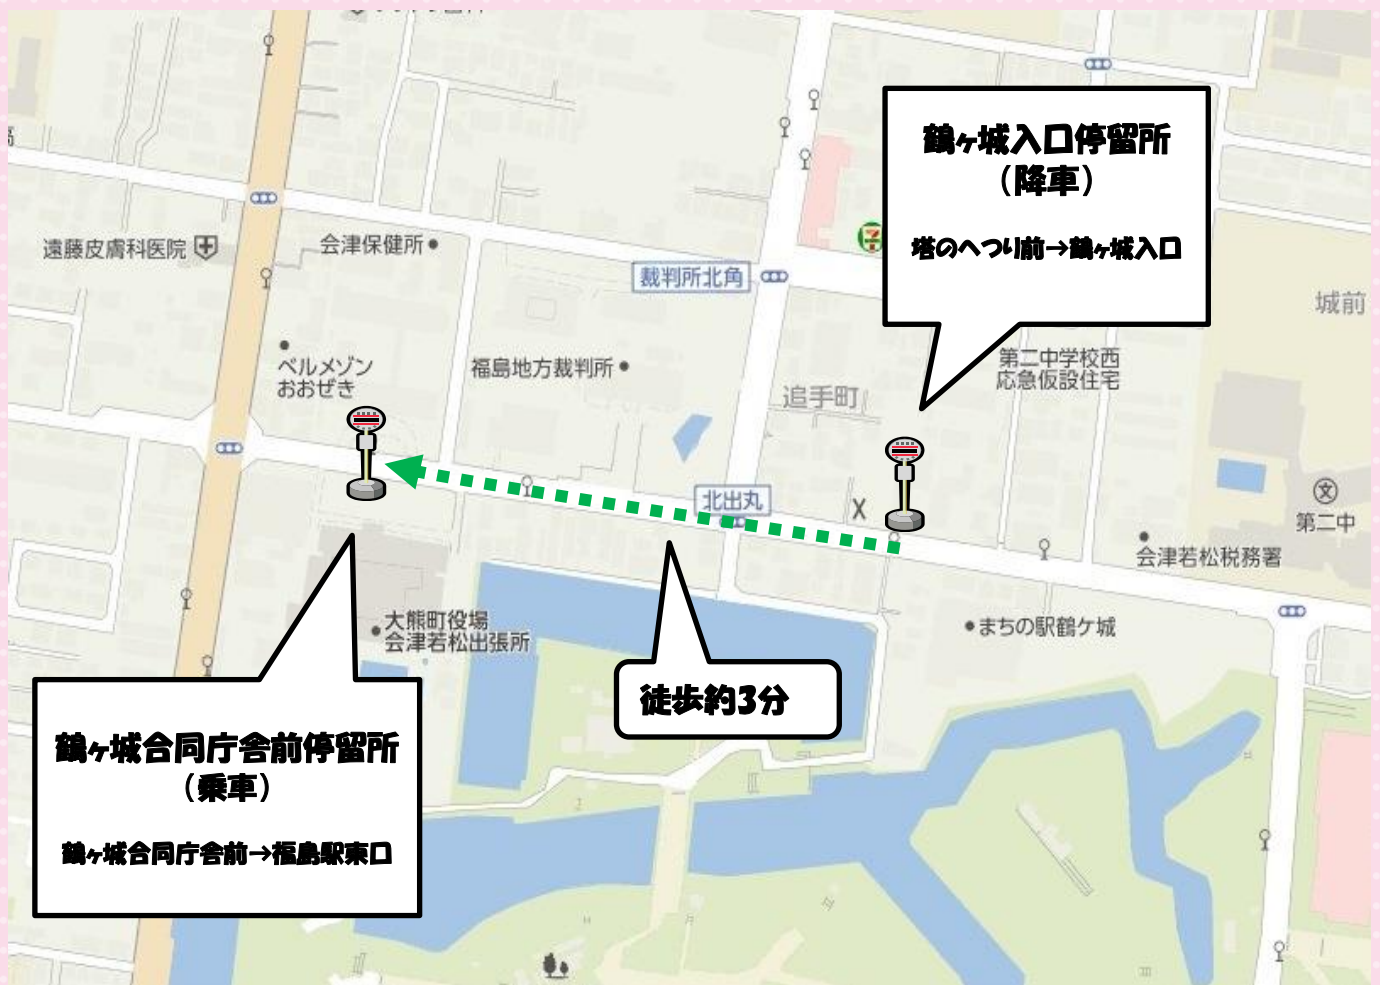 鶴ヶ城入口停留所
（降車）
塔のへつり前→鶴ヶ城入口
遠藤皮膚科医院
会津保健所
裁判所北角
城前
ベルメゾン
おおぜき
福島地方裁判所
追手町
第二中学校西
応急仮設住宅
北出丸
第二中
会津若松税務署
大熊町役場
会津若松出張所
まちの駅鶴ケ城
徒歩約3分
鶴ヶ城合同庁舎前停留所
（乗車）
鶴ヶ城合同庁舎前→福島駅東口